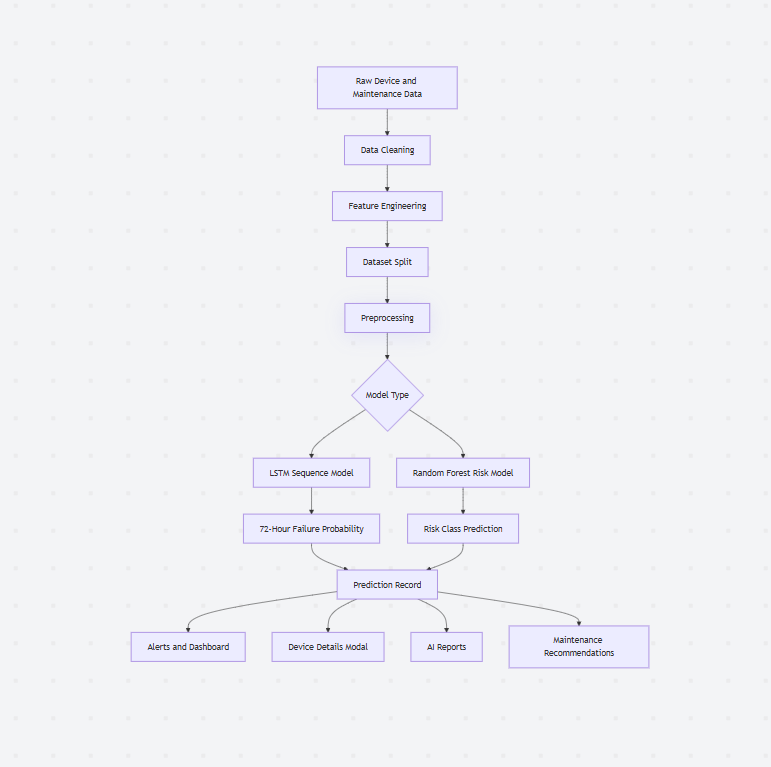 Raw Device and
Maintenance Data
Data Cleaning
Feature Engineering
Dataset Split
Preprocessing
Model Type
LSTM Sequence Model
Random Forest Risk Model
72-Hour Failure Probability
Risk Class Prediction
Prediction Record
Alerts and Dashboard
Device Details Modal
AI Reports
Maintenance
Recommendations